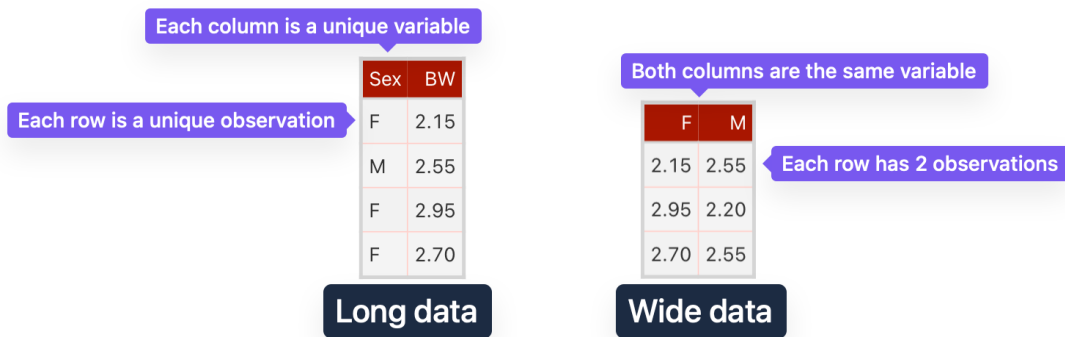 Each column is a unique variable
Sex BW
Each row is a unique observation
F 2.15
M 2.55
F 2.95
F 2.70
Long data
Both columns are the same variable
F M
2.15 2.55
Each row has 2 observations
2.95 2.20
2.70 2.55
Wide data